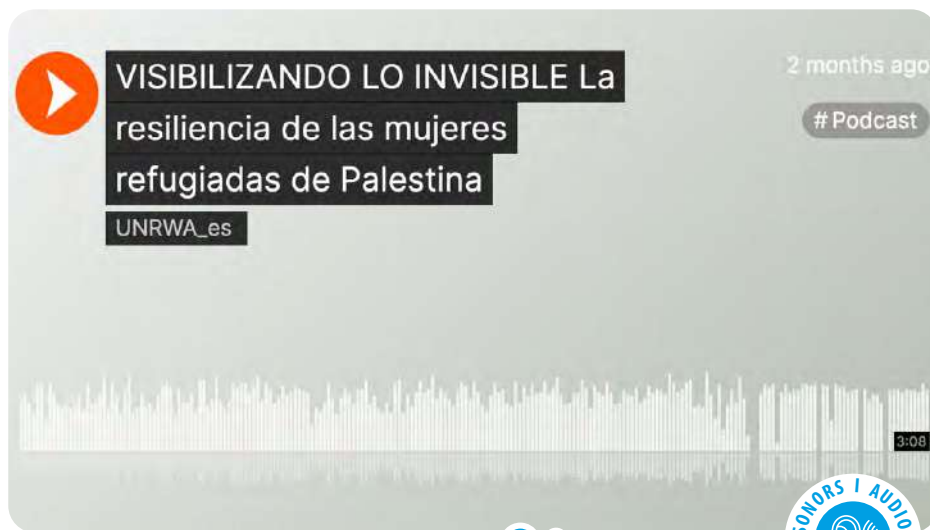 VISIBILIZANDO LO INVISIBLE La
resiliencia de las mujeres
refugiadas de Palestina
UNRWA_es
2 months ago
# Podcast
3:08
SONORS I AUDIO